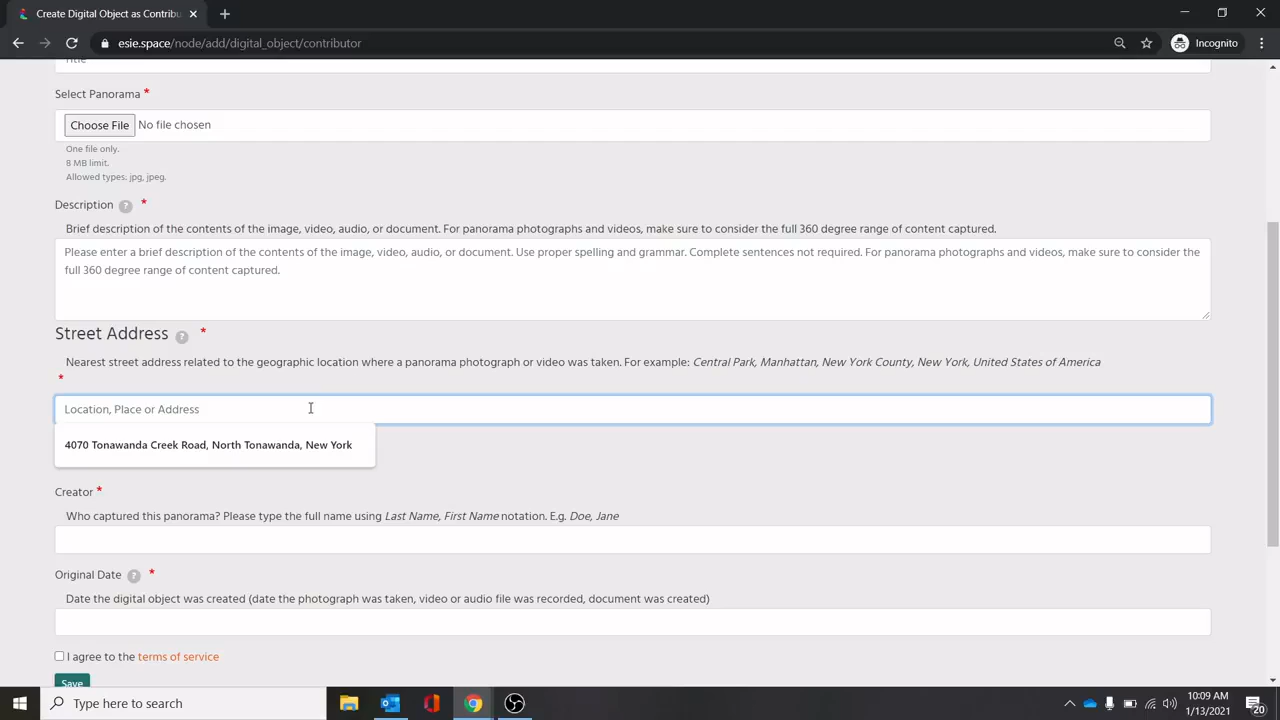 Create Digital Object as Contribu
esie.space/node/add/digital_object/contributor
Incognito
Title
Select Panorama *
Choose File No file chosen
One file only.
8 MB limit.
Allowed types: jpg, jpeg.
Description ? *
Brief description of the contents of the image, video, audio, or document. For panorama photographs and videos, make sure to consider the full 360 degree range of content captured.
Please enter a brief description of the contents of the image, video, audio, or document. Use proper spelling and grammar. Complete sentences not required. For panorama photographs and videos, make sure to consider the
full 360 degree range of content captured.
Street Address ? *
Nearest street address related to the geographic location where a panorama photograph or video was taken. For example: Central Park, Manhattan, New York County, New York, United States of America
*
Location, Place or Address
4070 Tonawanda Creek Road, North Tonawanda, New York
Creator *
Who captured this panorama? Please type the full name using Last Name, First Name notation. E.g. Doe, Jane
Original Date ? *
Date the digital object was created (date the photograph was taken, video or audio file was recorded, document was created)
I agree to the terms of service
Save
Type here to search
10:09 AM
1/13/2021
20